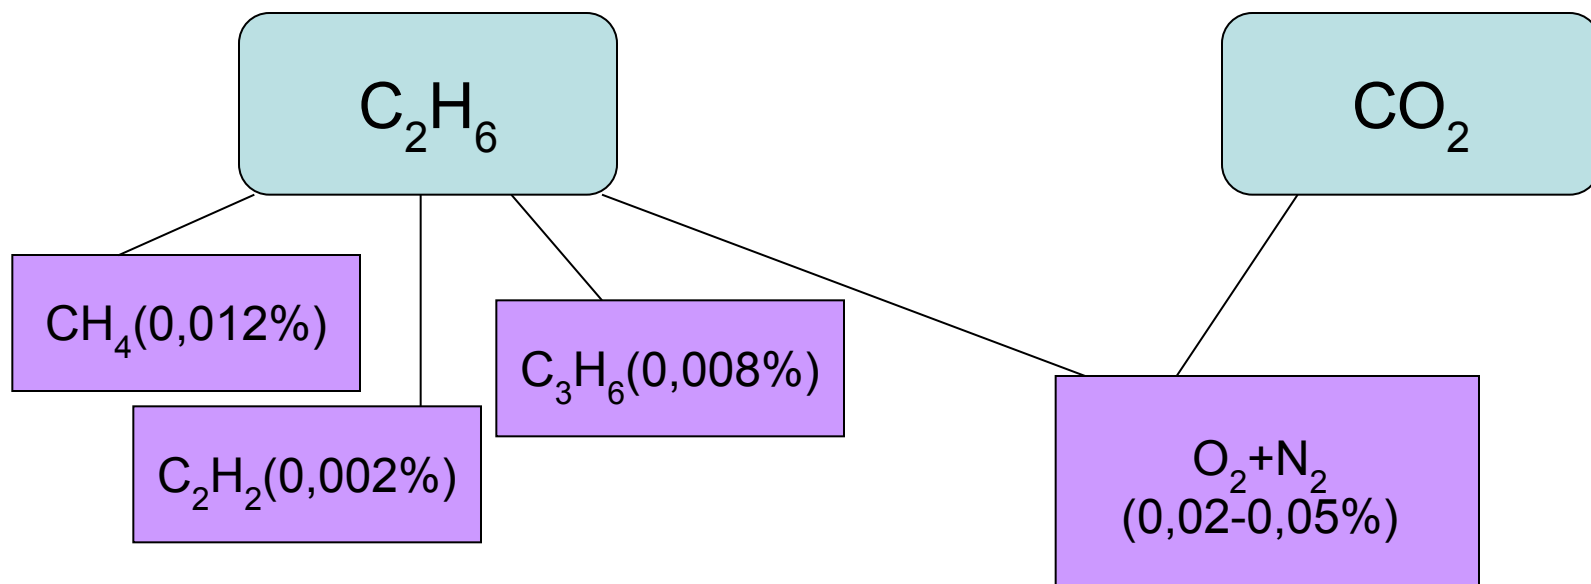 C₂H₆
CO₂
CH₄(0,012%)
C₃H₆(0,008%)
C₂H₂(0,002%)
O₂+N₂
(0,02-0,05%)